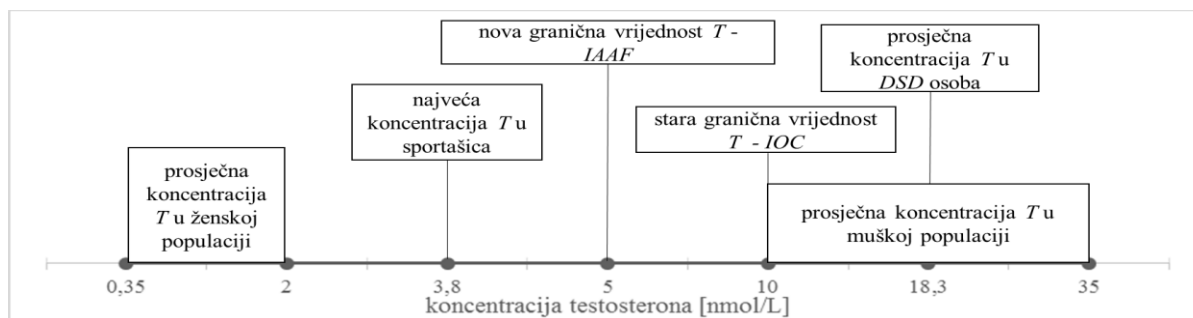 nova granična vrijednost T -
IAAF
prosječna
koncentracija T u
DSD osoba
najveća
koncentracija T u
sportašica
stara granična vrijednost
T - IOC
prosječna
koncentracija
T u ženskoj
populaciji
prosječna koncentracija T u
muškoj populaciji
0,35 2 3,8 5 10 18,3 35
koncentracija testosterona [nmol/L]